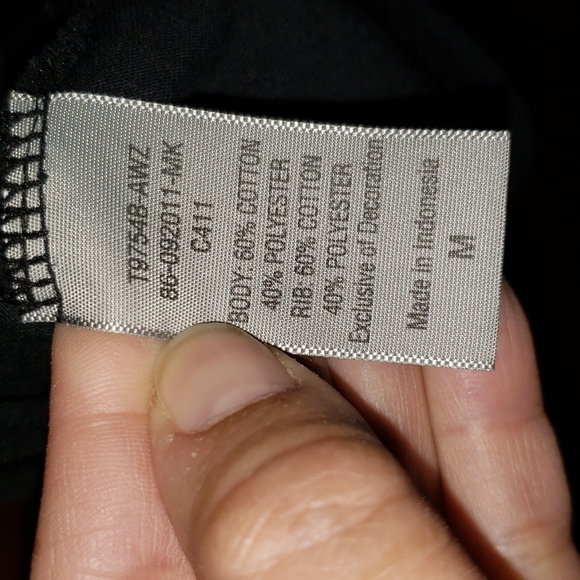 T97548-AWZ
86-092011-MK
C411
BODY: 60% COTTON
40% POLYESTER
RIB: 60% COTTON
40% POLYESTER
Exclusive of Decoration
Made in Indonesia
M